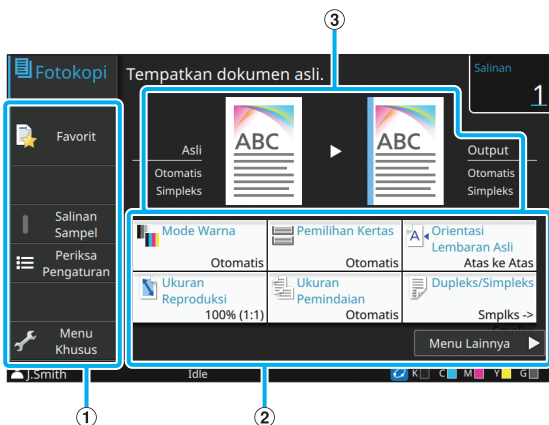 ③
Fotokopi
Tempatkan dokumen asli.
Salinan
1
Favorit
Salinan
Sampel
Periksa
Pengaturan
Menu
Khusus
Asli
Otomatis
Simpleks
ABC
ABC
Output
Otomatis
Simpleks
Mode Warna
Otomatis
Pemilihan Kertas
Otomatis
A
Orientasi
Lembaran Asli
Atas ke Atas
Ukuran
Reproduksi
100% (1:1)
Ukuran
Pemindaian
Otomatis
Dupleks/Simpleks
Smplks ->
Menu Lainnya
J.Smith
Idle
K C M Y G
① ②